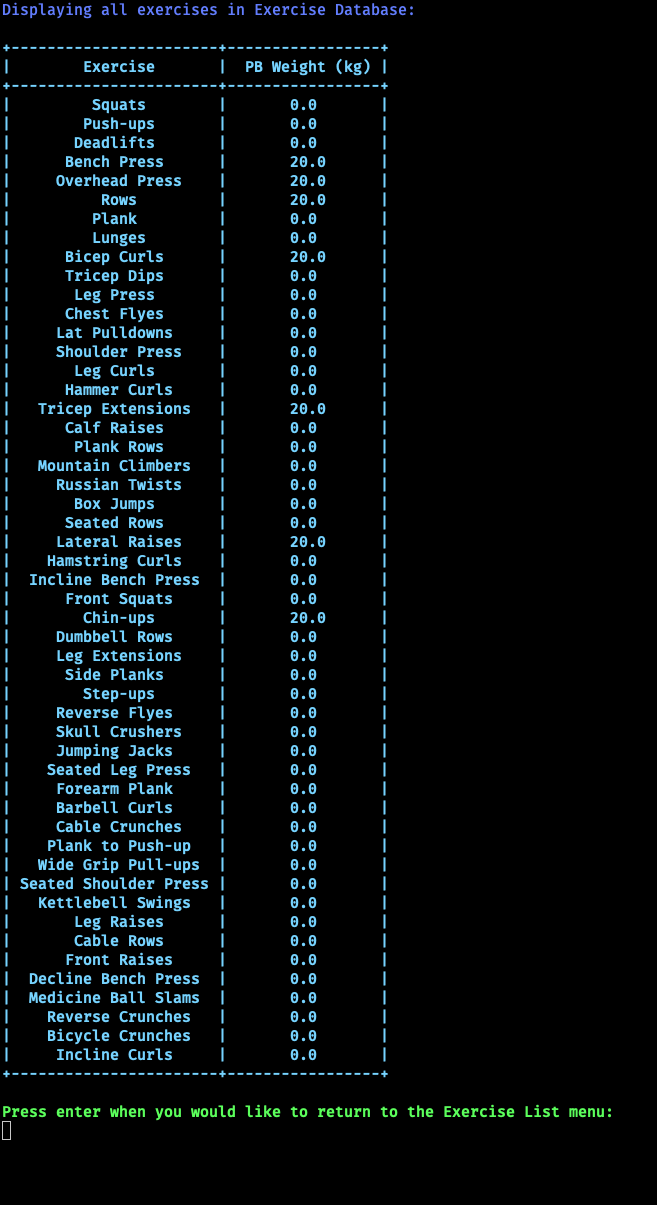 Displaying all exercises in Exercise Database:
+-----------------------+-----------------+
|        Exercise       |  PB Weight (kg) |
+-----------------------+-----------------+
|         Squats        |       0.0       |
|        Push-ups       |       0.0       |
|       Deadlifts       |       0.0       |
|      Bench Press      |       20.0      |
|     Overhead Press    |       20.0      |
|          Rows         |       20.0      |
|         Plank         |       0.0       |
|         Lunges        |       0.0       |
|      Bicep Curls      |       20.0      |
|      Tricep Dips      |       0.0       |
|       Leg Press       |       0.0       |
|      Chest Flyes      |       0.0       |
|     Lat Pulldowns     |       0.0       |
|     Shoulder Press    |       0.0       |
|       Leg Curls       |       0.0       |
|      Hammer Curls     |       0.0       |
|   Tricep Extensions   |       20.0      |
|      Calf Raises      |       0.0       |
|       Plank Rows      |       0.0       |
|   Mountain Climbers   |       0.0       |
|     Russian Twists    |       0.0       |
|       Box Jumps       |       0.0       |
|      Seated Rows      |       0.0       |
|     Lateral Raises    |       20.0      |
|    Hamstring Curls    |       0.0       |
|  Incline Bench Press  |       0.0       |
|      Front Squats     |       0.0       |
|        Chin-ups       |       20.0      |
|     Dumbbell Rows     |       0.0       |
|     Leg Extensions    |       0.0       |
|      Side Planks      |       0.0       |
|        Step-ups       |       0.0       |
|     Reverse Flyes     |       0.0       |
|     Skull Crushers    |       0.0       |
|     Jumping Jacks     |       0.0       |
|    Seated Leg Press   |       0.0       |
|     Forearm Plank     |       0.0       |
|     Barbell Curls     |       0.0       |
|     Cable Crunches    |       0.0       |
|    Plank to Push-up   |       0.0       |
|   Wide Grip Pull-ups  |       0.0       |
| Seated Shoulder Press |       0.0       |
|   Kettlebell Swings   |       0.0       |
|       Leg Raises      |       0.0       |
|       Cable Rows      |       0.0       |
|      Front Raises     |       0.0       |
|  Decline Bench Press  |       0.0       |
|  Medicine Ball Slams  |       0.0       |
|    Reverse Crunches   |       0.0       |
|    Bicycle Crunches   |       0.0       |
|     Incline Curls     |       0.0       |
+-----------------------+-----------------+
Press enter when you would like to return to the Exercise List menu: